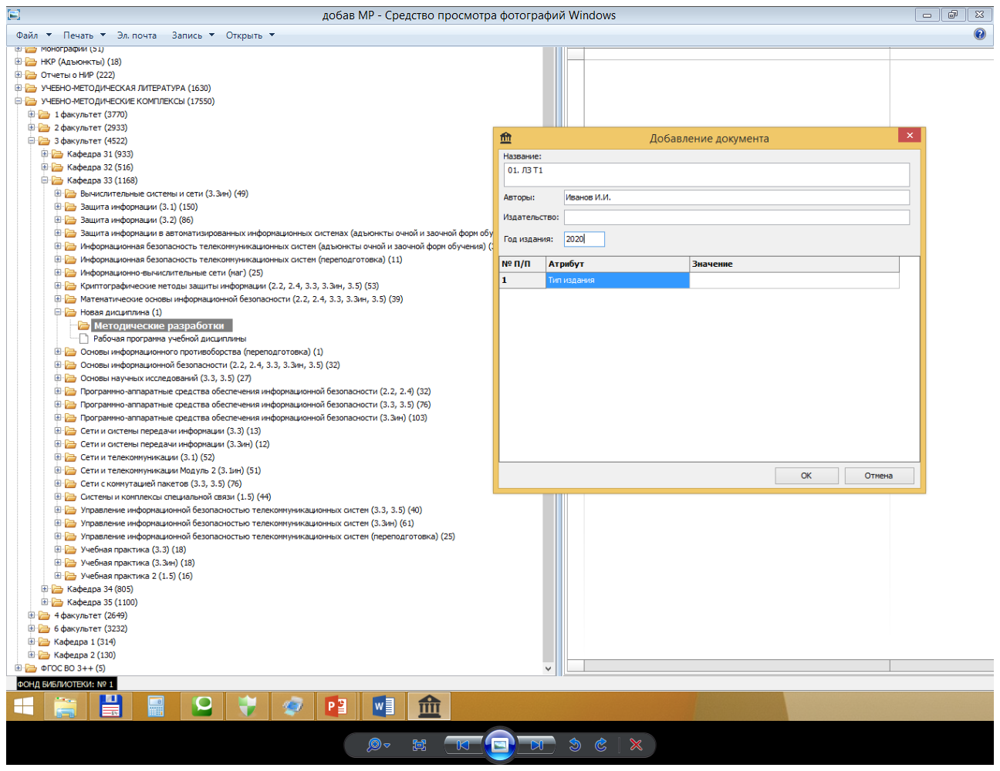 добав МР - Средство просмотра фотографий Windows
Файл Печать Эл. почта Запись Открыть
Монографии (51)
НКР (Адъюнкты) (18)
Отчеты о НИР (222)
УЧЕБНО-МЕТОДИЧЕСКАЯ ЛИТЕРАТУРА (1630)
УЧЕБНО-МЕТОДИЧЕСКИЕ КОМПЛЕКСЫ (17550)
1 факультет (3770)
2 факультет (2933)
3 факультет (4522)
Кафедра 31 (933)
Кафедра 32 (516)
Кафедра 33 (1168)
Вычислительные системы и сети (3.3ин) (49)
Защита информации (3.1) (150)
Защита информации (3.2) (86)
Защита информации в автоматизированных информационных системах (адъюнкты очной и заочной форм обу
Информационная безопасность телекоммуникационных систем (адъюнкты очной и заочной форм обучения) (
Информационная безопасность телекоммуникационных систем (переподготовка) (11)
Информационно-вычислительные сети (маг) (25)
Криптографические методы защиты информации (2.2, 2.4, 3.3, 3.3ин, 3.5) (53)
Математические основы информационной безопасности (2.2, 2.4, 3.3, 3.3ин, 3.5) (39)
Новая дисциплина (1)
Методические разработки
Рабочая программа учебной дисциплины
Основы информационного противоборства (переподготовка) (1)
Основы информационной безопасности (2.2, 2.4, 3.3, 3.3ин, 3.5) (32)
Основы научных исследований (3.3, 3.5) (27)
Программно-аппаратные средства обеспечения информационной безопасности (2.2, 2.4) (32)
Программно-аппаратные средства обеспечения информационной безопасности (3.3, 3.5) (76)
Программно-аппаратные средства обеспечения информационной безопасности (3.3ин) (103)
Сети и системы передачи информации (3.3) (13)
Сети и системы передачи информации (3.3ин) (12)
Сети и телекоммуникации (3.1) (52)
Сети и телекоммуникации Модуль 2 (3.1ин) (51)
Сети с коммутацией пакетов (3.3, 3.5) (76)
Системы и комплексы специальной связи (1.5) (44)
Управление информационной безопасностью телекоммуникационных систем (3.3, 3.5) (40)
Управление информационной безопасностью телекоммуникационных систем (3.3ин) (61)
Управление информационной безопасностью телекоммуникационных систем (переподготовка) (25)
Учебная практика (3.3) (18)
Учебная практика (3.3ин) (18)
Учебная практика 2 (1.5) (16)
Кафедра 34 (805)
Кафедра 35 (1100)
4 факультет (2649)
6 факультет (3232)
Кафедра 1 (314)
Кафедра 2 (130)
ФГОС ВО 3++ (5)
ФОНД БИБЛИОТЕКИ: № 1
Добавление документа
Название:
01. ЛЗ Т1
Авторы: Иванов И.И.
Издательство:
Год издания: 2020
№ П/П Атрибут Значение
1 Тип издания
ОК Отмена